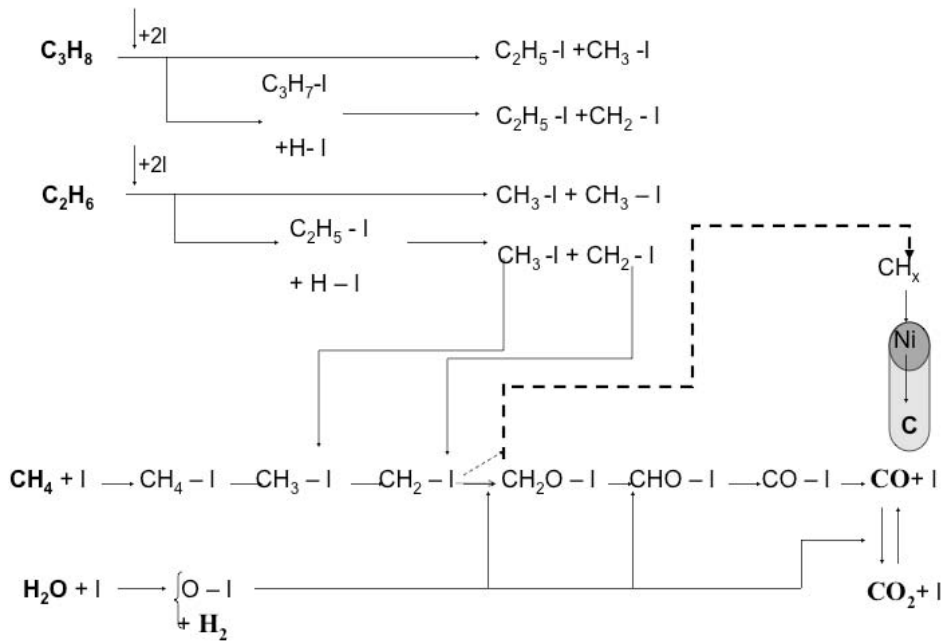 +2I
C₃H₈ C₂H₅ -I +CH₃ -I
C₃H₇-I
C₂H₅ -I +CH₂ - I
+H- I
+2I
C₂H₆ CH₃ -I + CH₃ – I
C₂H₅ - I
CH₃ -I + CH₂ - I
+ H – I
CHₓ
Ni
C
CH₄ + I CH₄ – I CH₃ – I CH₂ – I CH₂O – I CHO – I CO – I CO+ I
H₂O + I O – I CO₂+ I
+ H₂